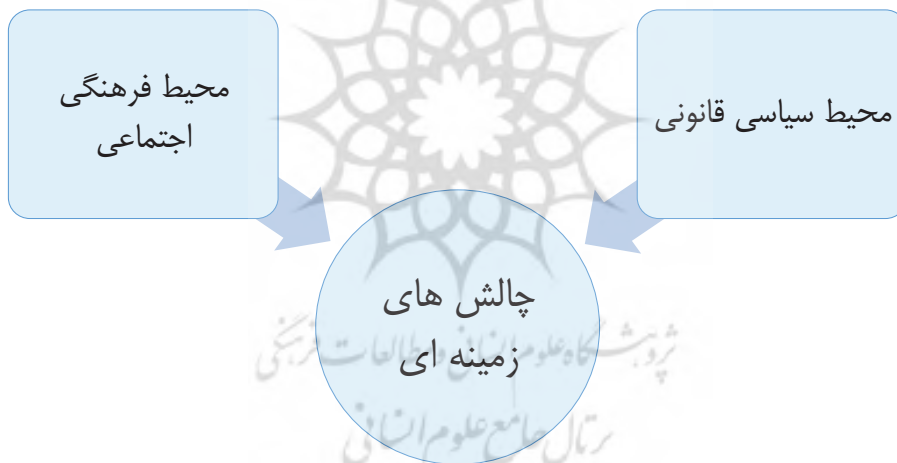 محیط سیاسی قانونی
محیط فرهنگی
اجتماعی
چالش های
زمینه ای
پژوهشگاه علوم انسانی و مطالعات فرهنگی
پرتال جامع علوم انسانی